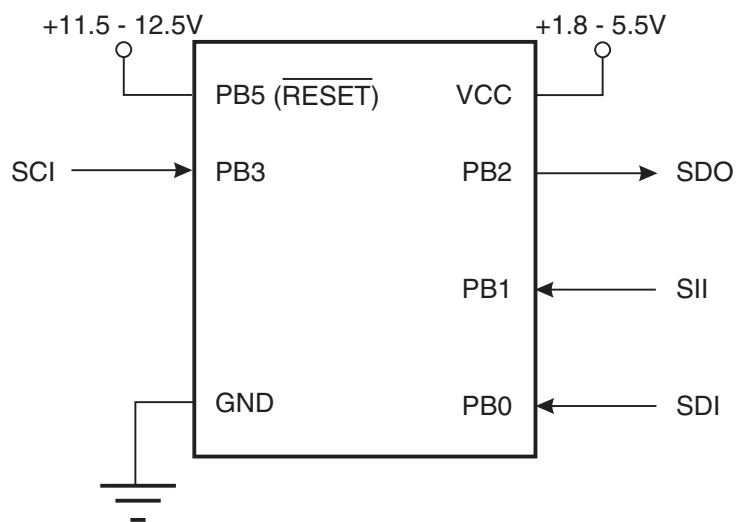 +11.5 - 12.5V
+1.8 - 5.5V
PB5 (RESET)
VCC
SCI
PB3
PB2
SDO
PB1
SII
GND
PB0
SDI